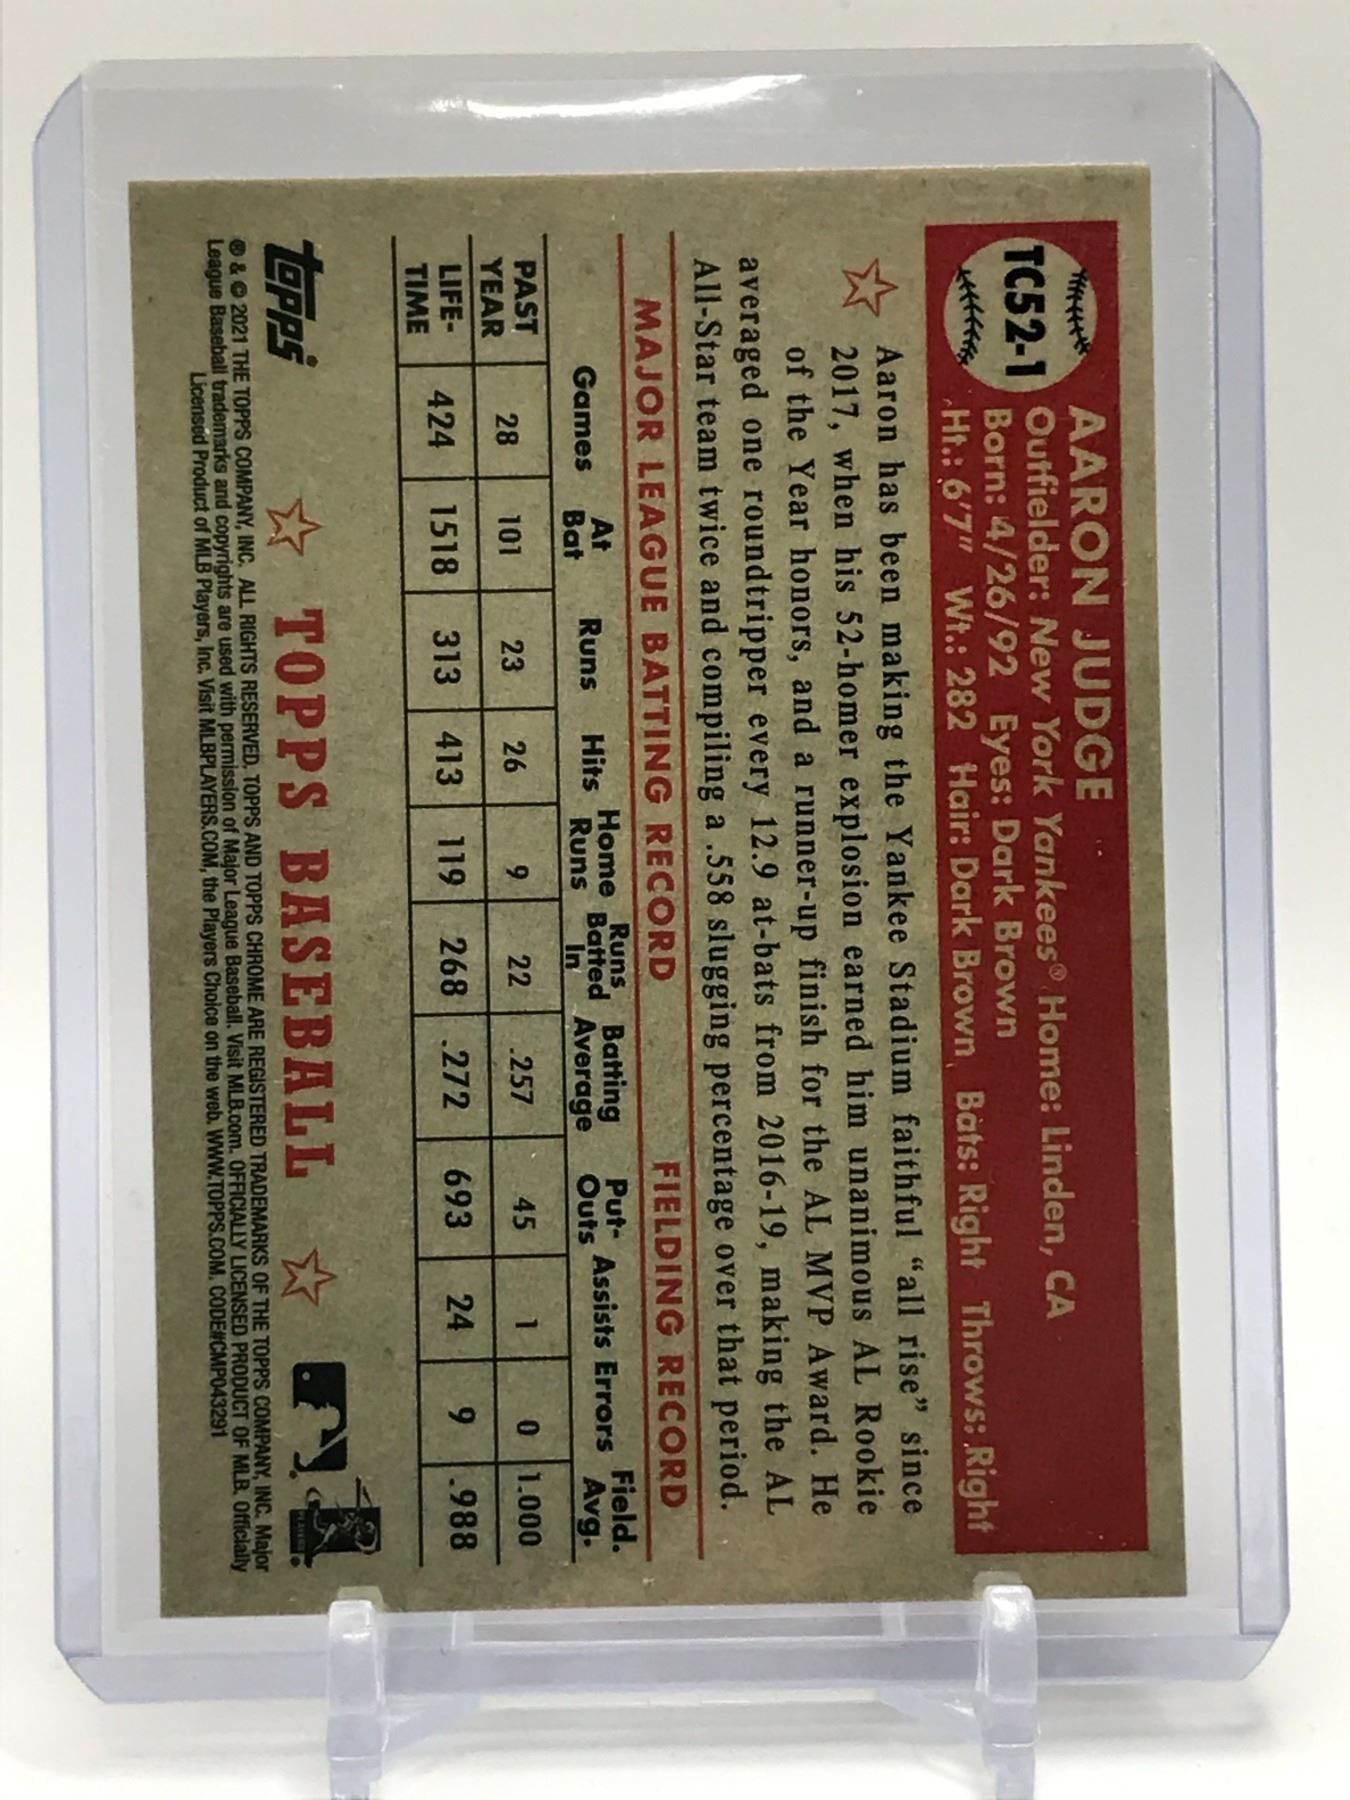 TC52-1
AARON JUDGE
Outfielder: New York Yankees® Home: Linden, CA
Born: 4/26/92 Eyes: Dark Brown
Ht.: 6'7" Wt.: 282 Hair: Dark Brown Bats: Right Throws: Right
Aaron has been making the Yankee Stadium faithful “all rise” since
2017, when his 52-homer explosion earned him unanimous AL Rookie
of the Year honors, and a runner-up finish for the AL MVP Award. He
averaged one roundtripper every 12.9 at-bats from 2016-19, making the AL
All-Star team twice and compiling a .558 slugging percentage over that period.
MAJOR LEAGUE BATTING RECORD FIELDING RECORD
Games At Bat Runs Hits Home Runs Runs Batted In Batting Average Put-Outs Assists Errors Field. Avg.
PAST YEAR 28 101 23 26 9 22 .257 45 1 0 1.000
LIFE-TIME 424 1518 313 413 119 268 .272 693 24 9 .988
topps
TOPPS BASEBALL
® & © 2021 THE TOPPS COMPANY, INC. ALL RIGHTS RESERVED. TOPPS AND TOPPS CHROME ARE REGISTERED TRADEMARKS OF THE TOPPS COMPANY, INC. Major
League Baseball trademarks and copyrights are used with permission of Major League Baseball. Visit MLB.com. OFFICIALLY LICENSED PRODUCT OF MLB. Officially
Licensed Product of MLB Players, Inc. Visit MLBPLAYERS.COM, the Players Choice on the web. WWW.TOPPS.COM. CODE#CMP043291